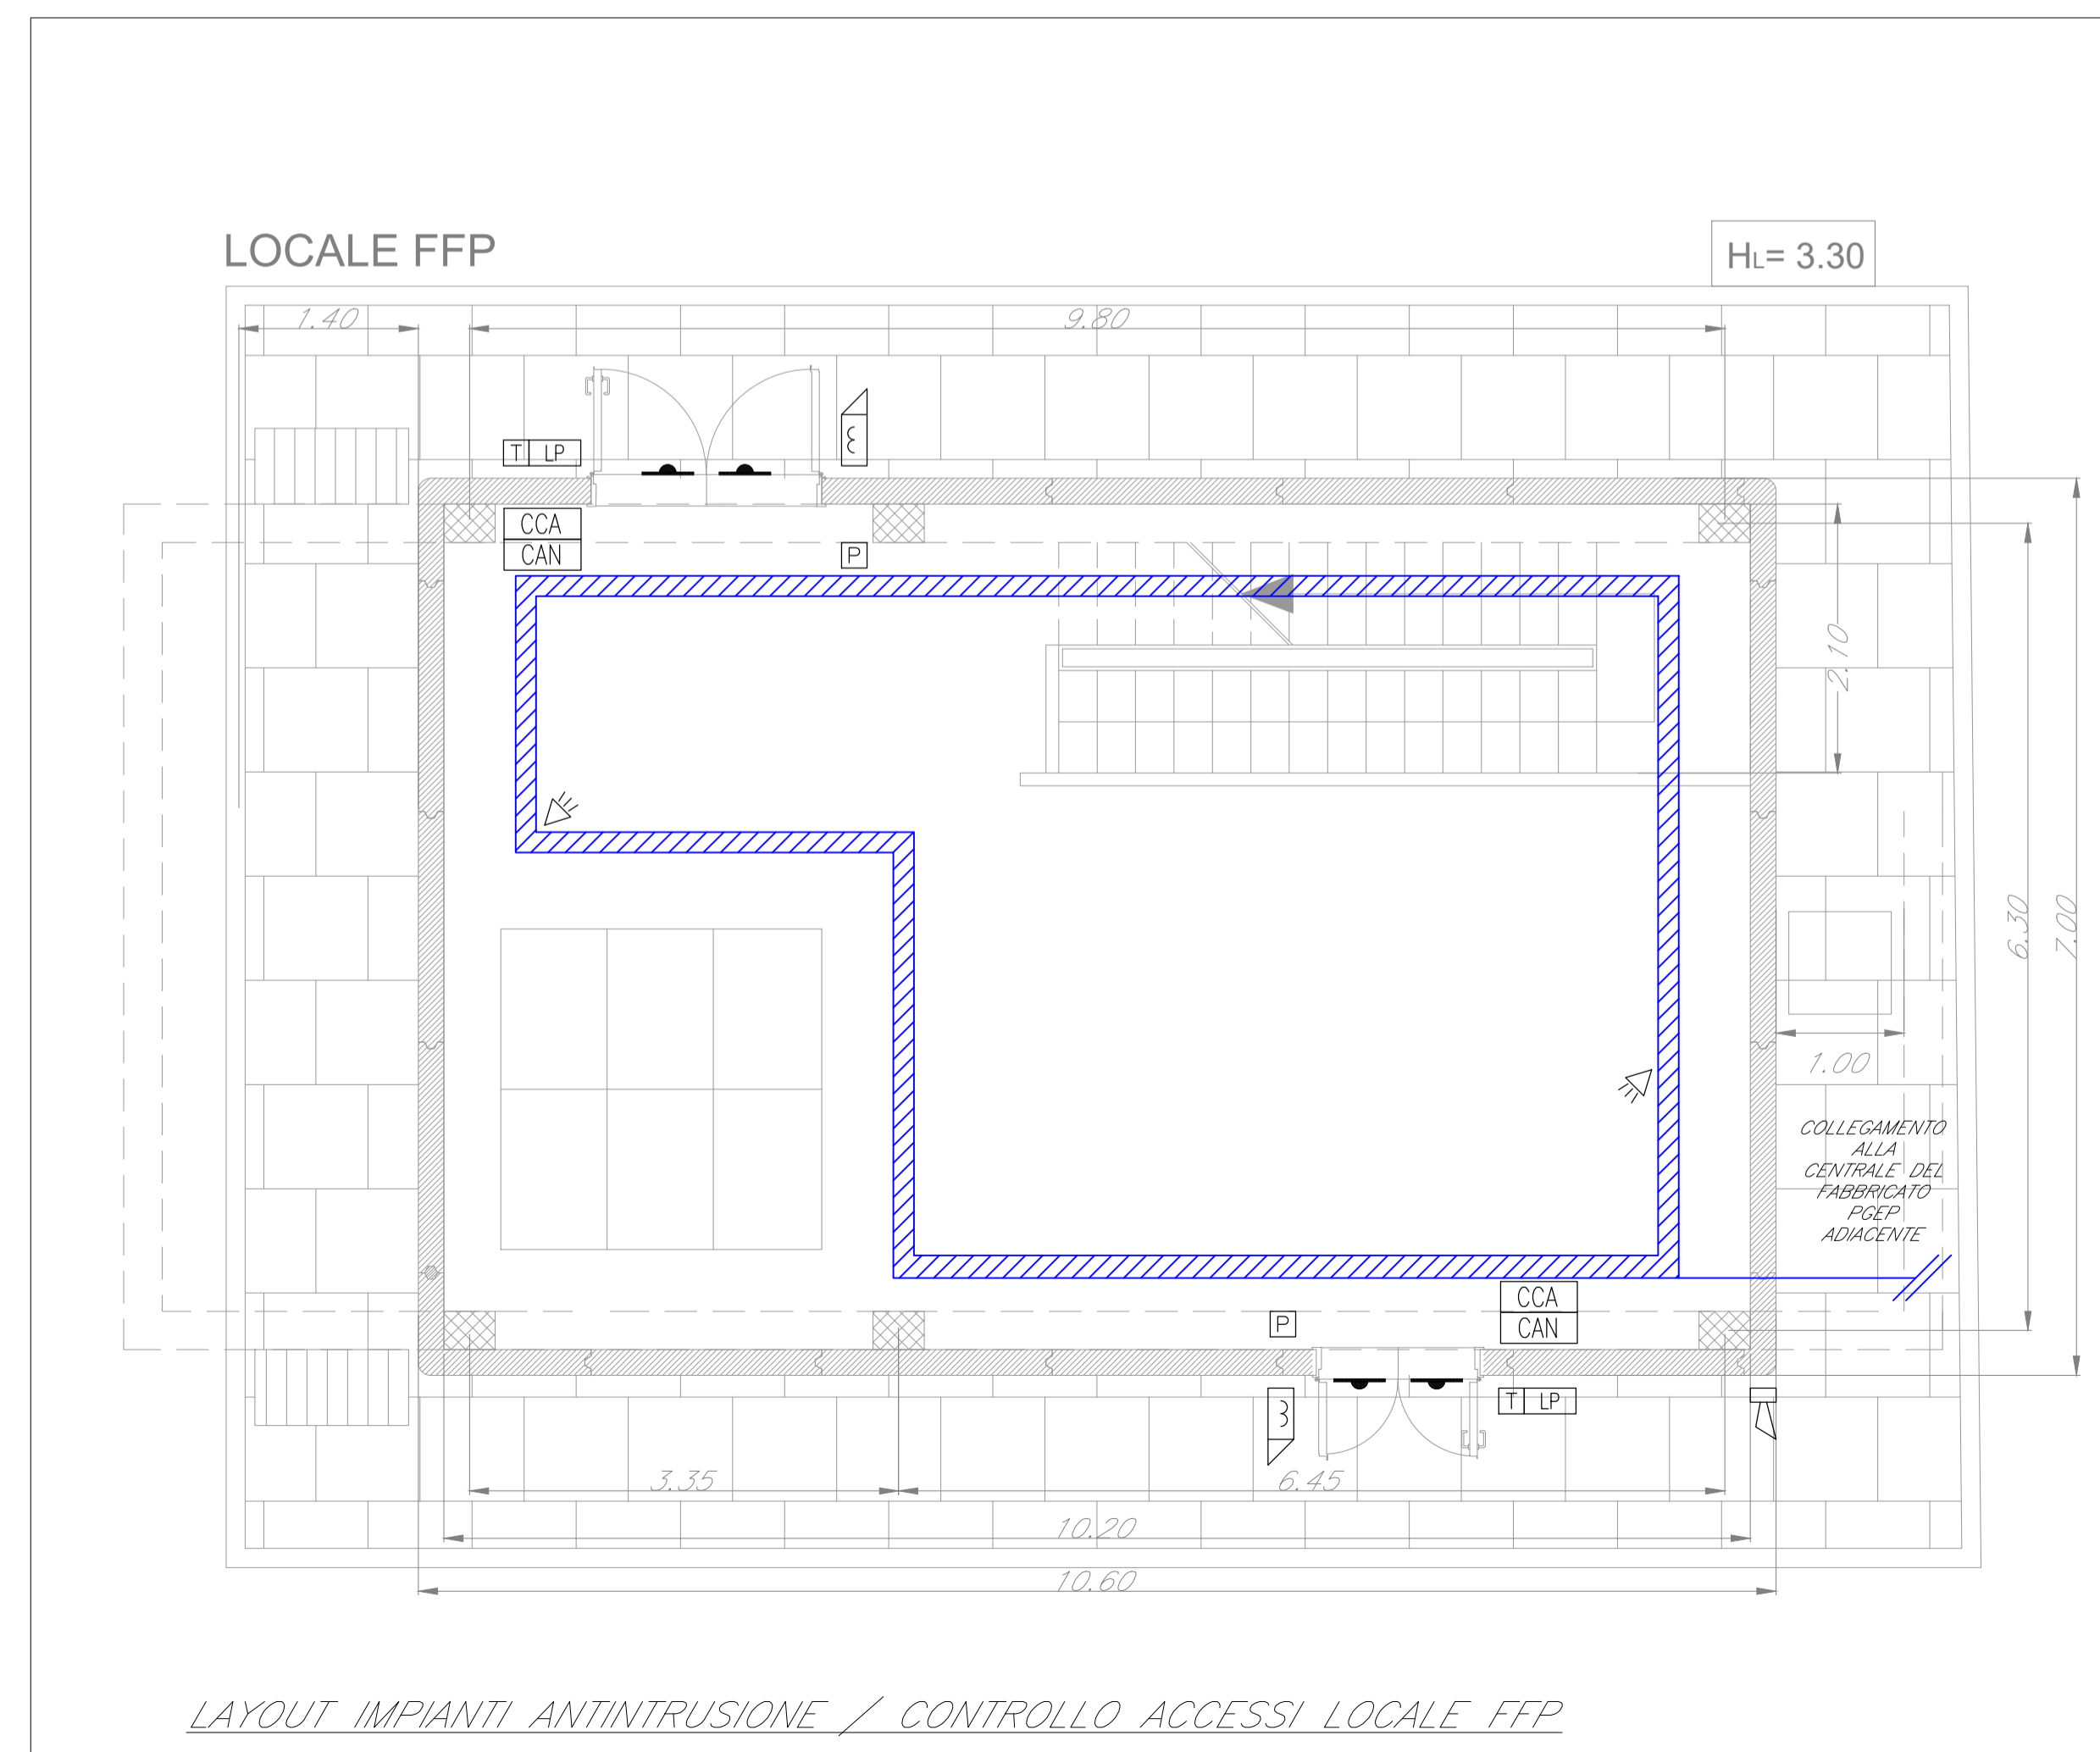 LOCALE FFP
HL= 3.30
1.40
9.80
3
T LP
CCA
CAN
P
2.10
6.30
7.00
1.00
COLLEGAMENTO
ALLA
CENTRALE DEL
FABBRICATO
PGEP
ADIACENTE
CCA
CAN
P
3
T LP
3.35
6.45
10.20
10.60
LAYOUT IMPIANTI ANTINTRUSIONE / CONTROLLO ACCESSI LOCALE FFP